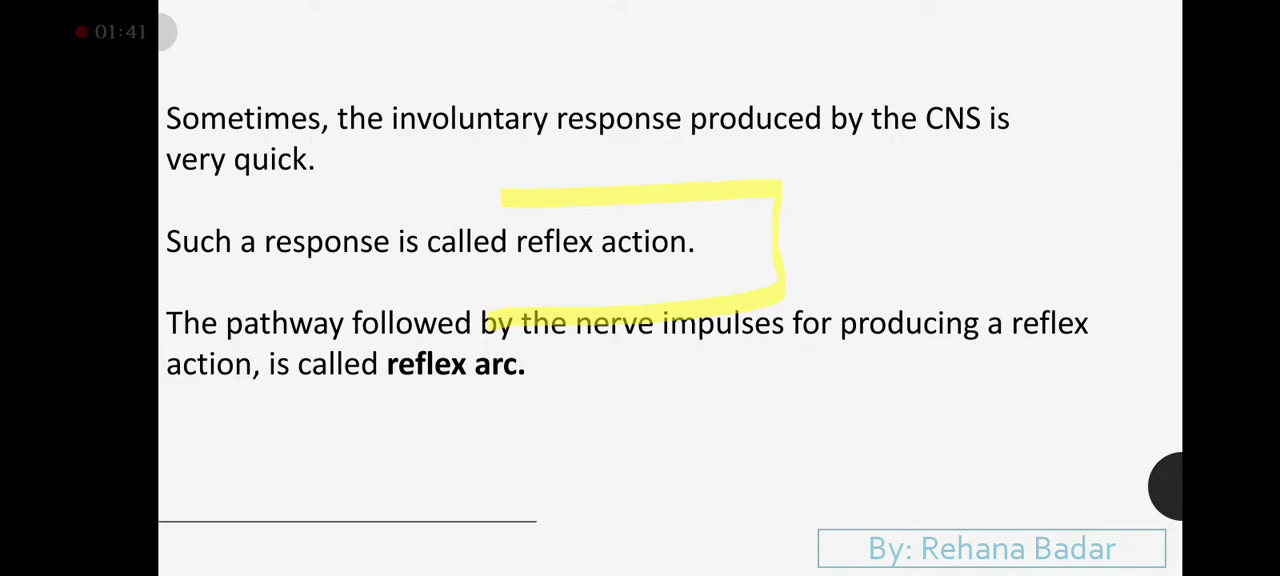 01:41
Sometimes, the involuntary response produced by the CNS is
very quick.
Such a response is called reflex action.
The pathway followed by the nerve impulses for producing a reflex
action, is called reflex arc.
By: Rehana Badar